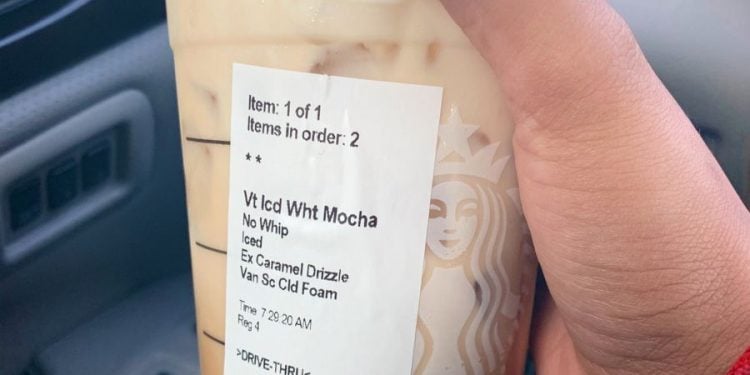 Item: 1 of 1
Items in order: 2
* *
Vt Icd Wht Mocha
No Whip
Iced
Ex Caramel Drizzle
Van Sc Cld Foam
Time 7:29:20 AM
Reg 4
>DRIVE-THRU<